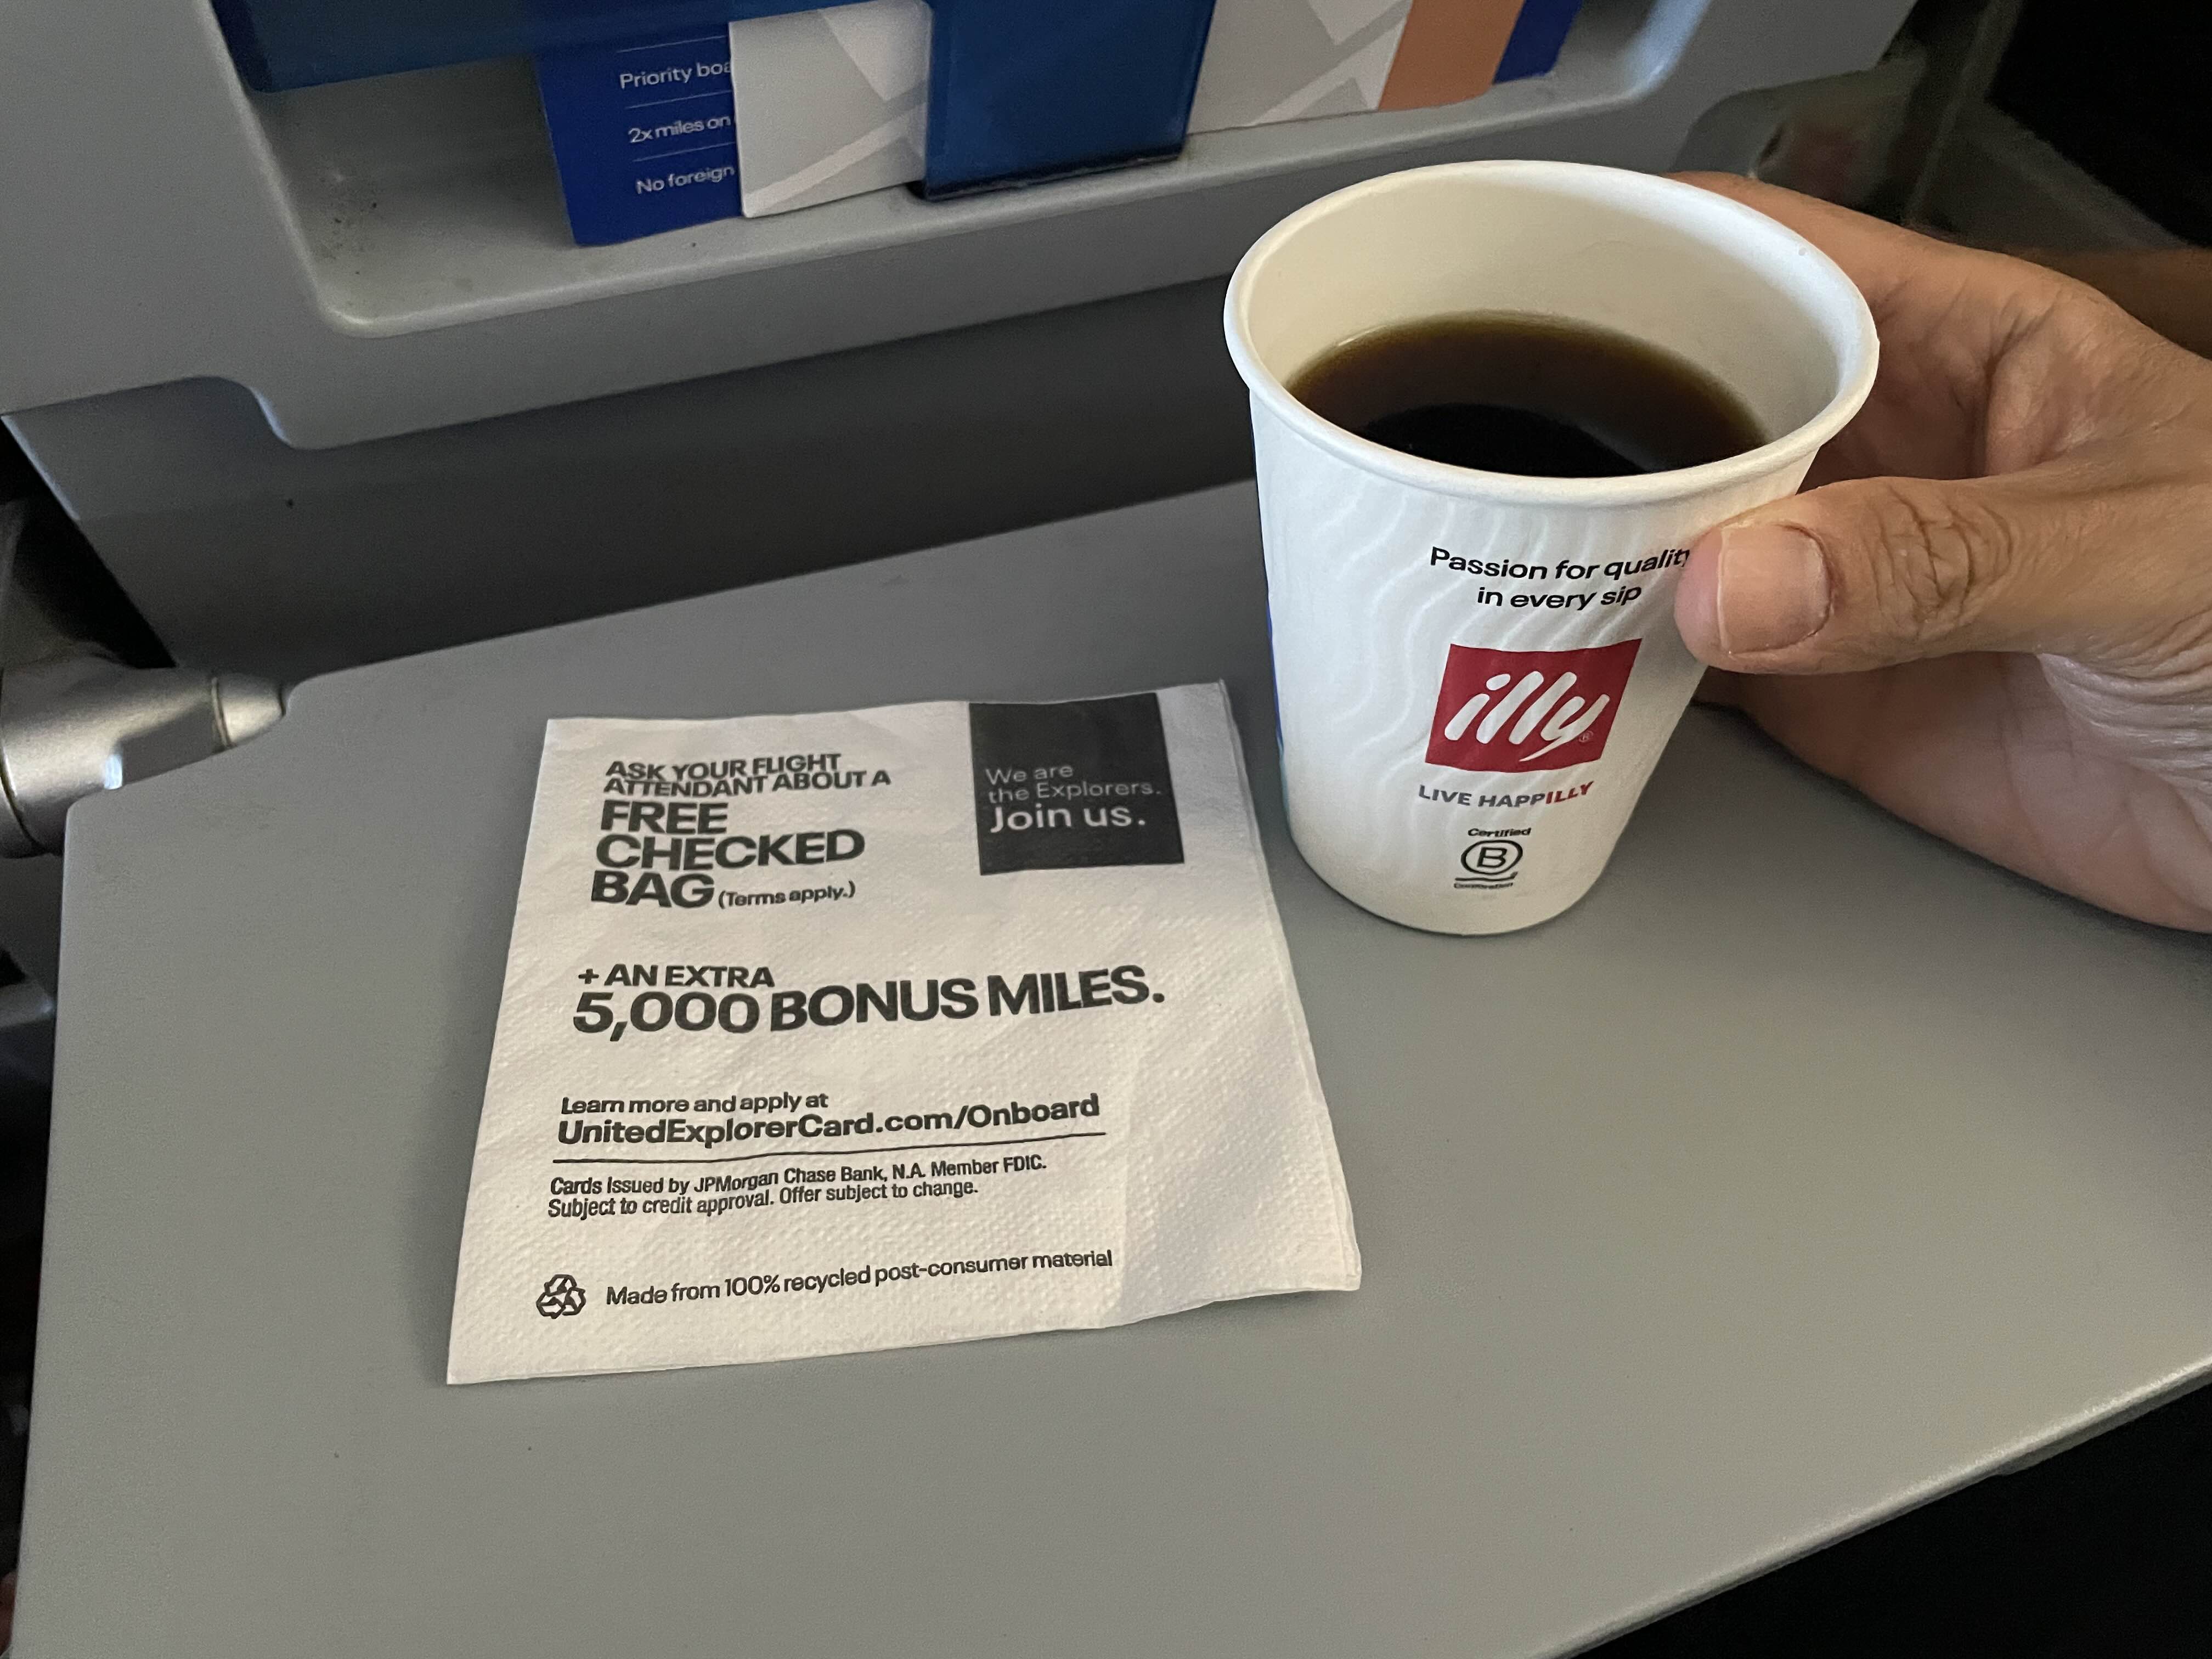 Priority
2x miles on
No foreign
Passion for quality
in every sip
illy
LIVE HAPPILLY
Certified
B
Corporation
ASK YOUR FLIGHT
ATTENDANT ABOUT A
FREE
CHECKED
BAG (Terms apply.)
We are
the Explorers.
Join us.
+ AN EXTRA
5,000 BONUS MILES.
Learn more and apply at
UnitedExplorerCard.com/Onboard
Cards issued by JPMorgan Chase Bank, N.A. Member FDIC.
Subject to credit approval. Offer subject to change.
Made from 100% recycled post-consumer material